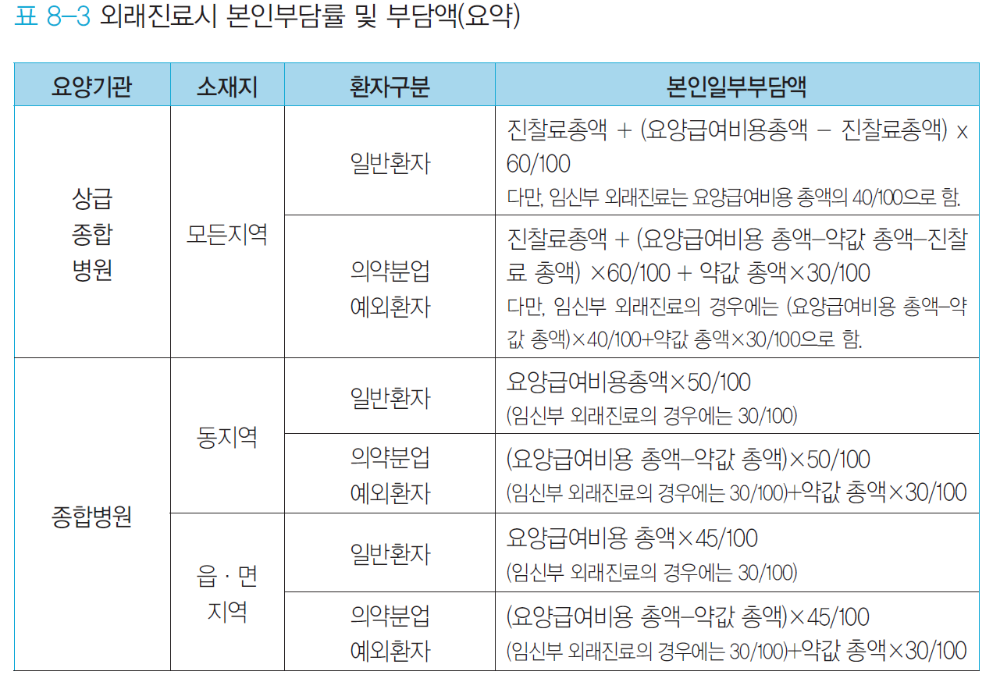 표 8-3 외래진료시 본인부담률 및 부담액(요약)
요양기관 소재지 환자구분 본인일부부담액
상급
종합
병원
모든지역
일반환자
진찰료총액 + (요양급여비용총액 - 진찰료총액) x
60/100
다만, 임신부 외래진료는 요양급여비용 총액의 40/100으로 함.
의약분업
예외환자
진찰료총액 + (요양급여비용 총액-약값 총액-진찰
료 총액) ×60/100 + 약값 총액×30/100
다만, 임신부 외래진료의 경우에는 (요양급여비용 총액-약
값 총액)×40/100+약값 총액×30/100으로 함.
종합병원
동지역
일반환자
요양급여비용총액×50/100
(임신부 외래진료의 경우에는 30/100)
의약분업
예외환자
(요양급여비용 총액-약값 총액)×50/100
(임신부 외래진료의 경우에는 30/100)+약값 총액×30/100
읍·면
지역
일반환자
요양급여비용 총액×45/100
(임신부 외래진료의 경우에는 30/100)
의약분업
예외환자
(요양급여비용 총액-약값 총액)×45/100
(임신부 외래진료의 경우에는 30/100)+약값 총액×30/100